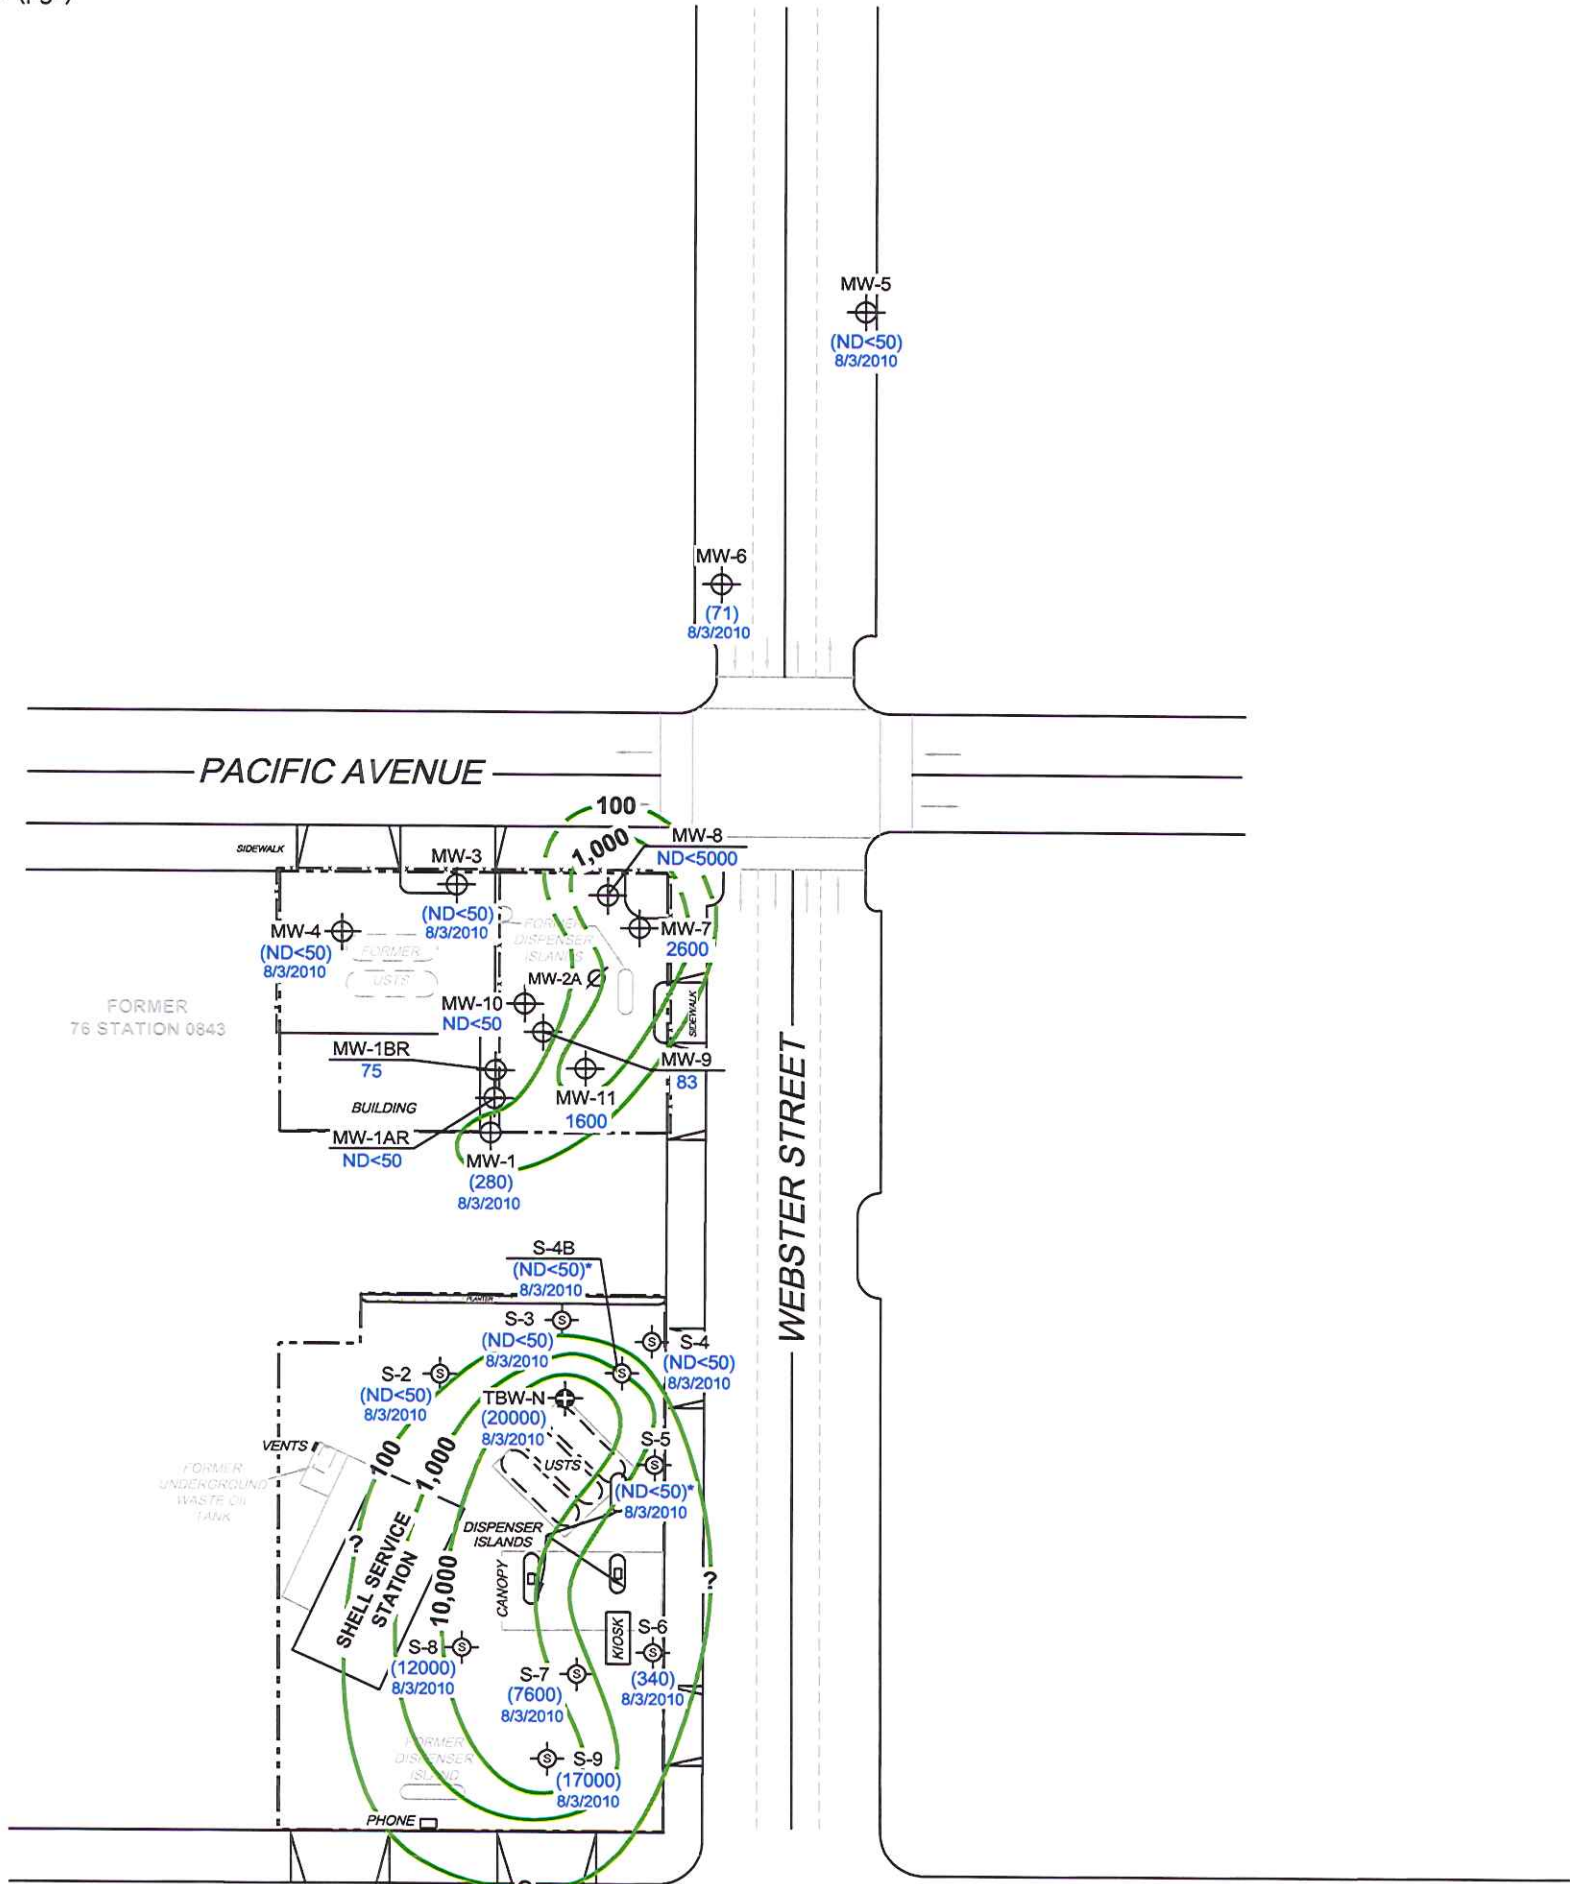 MW-5
(ND<50)
8/3/2010
MW-6
(71)
8/3/2010
PACIFIC AVENUE
100
1,000
MW-8
ND<5000
SIDEWALK
MW-3
(ND<50)
8/3/2010
MW-4
(ND<50)
8/3/2010
FORMER
USTS
FORMER
DISPENSER
ISLANDS
MW-7
2600
MW-2A
MW-10
ND<50
SIDEWALK
FORMER
76 STATION 0843
MW-1BR
75
MW-9
83
MW-11
1600
BUILDING
MW-1AR
ND<50
MW-1
(280)
8/3/2010
WEBSTER STREET
S-4B
(ND<50)*
8/3/2010
PLANTER
S-3
(ND<50)
8/3/2010
S-4
(ND<50)
8/3/2010
S-2
(ND<50)
8/3/2010
TBW-N
(20000)
8/3/2010
100
1,000
VENTS
FORMER
UNDERGROUND
WASTE OIL
TANK
USTS
S-5
(ND<50)*
8/3/2010
DISPENSER
ISLANDS
?
SHELL SERVICE
STATION
10,000
CANOPY
?
KIOSK
S-6
(340)
8/3/2010
S-8
(12000)
8/3/2010
S-7
(7600)
8/3/2010
FORMER
DISPENSER
ISLAND
S-9
(17000)
8/3/2010
PHONE